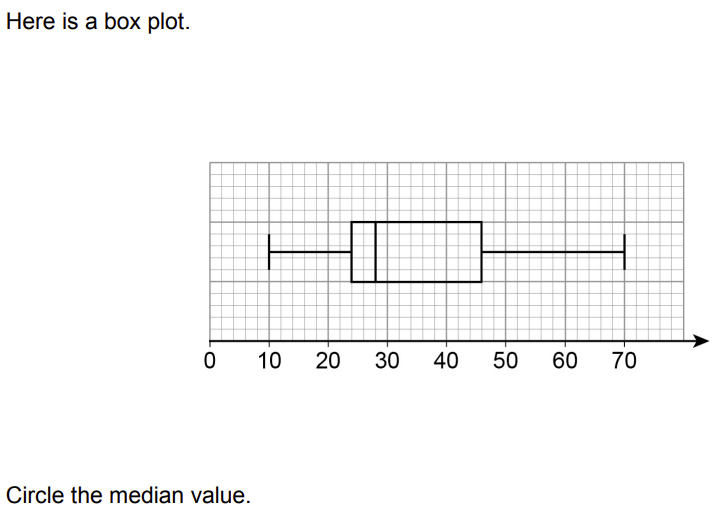 Here is a box plot.
0 10 20 30 40 50 60 70
Circle the median value.